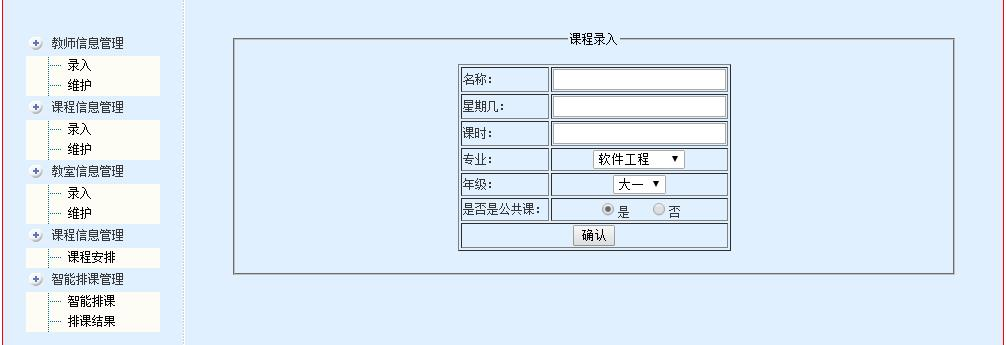 教师信息管理
录入
维护
课程信息管理
录入
维护
教室信息管理
录入
维护
课程信息管理
课程安排
智能排课管理
智能排课
排课结果
课程录入
名称:
星期几:
课时:
专业: 软件工程
年级: 大一
是否是公共课: 是 否
确认